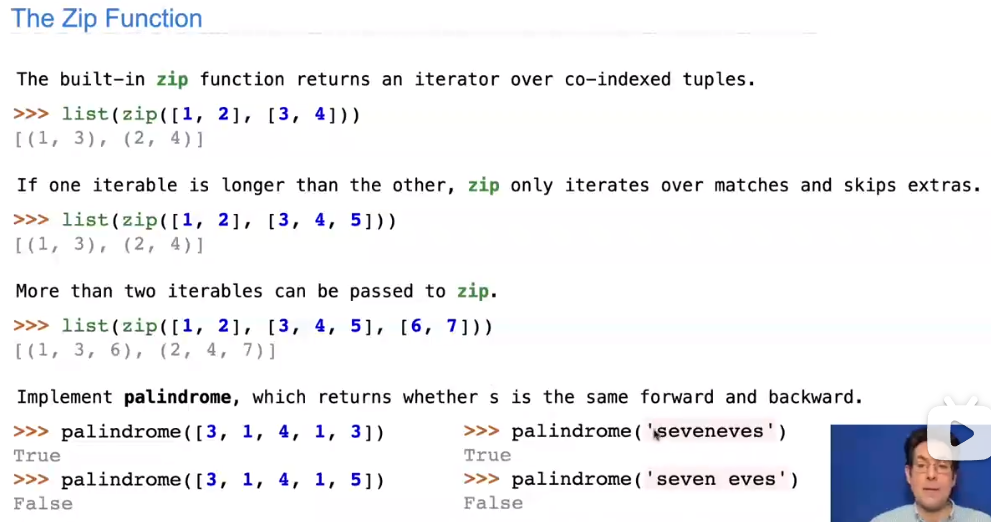 The Zip Function
The built-in zip function returns an iterator over co-indexed tuples.
>>> list(zip([1, 2], [3, 4]))
[(1, 3), (2, 4)]
If one iterable is longer than the other, zip only iterates over matches and skips extras.
>>> list(zip([1, 2], [3, 4, 5]))
[(1, 3), (2, 4)]
More than two iterables can be passed to zip.
>>> list(zip([1, 2], [3, 4, 5], [6, 7]))
[(1, 3, 6), (2, 4, 7)]
Implement palindrome, which returns whether s is the same forward and backward.
>>> palindrome([3, 1, 4, 1, 3])
True
>>> palindrome([3, 1, 4, 1, 5])
False
>>> palindrome('seveneves')
True
>>> palindrome('seven eves')
False